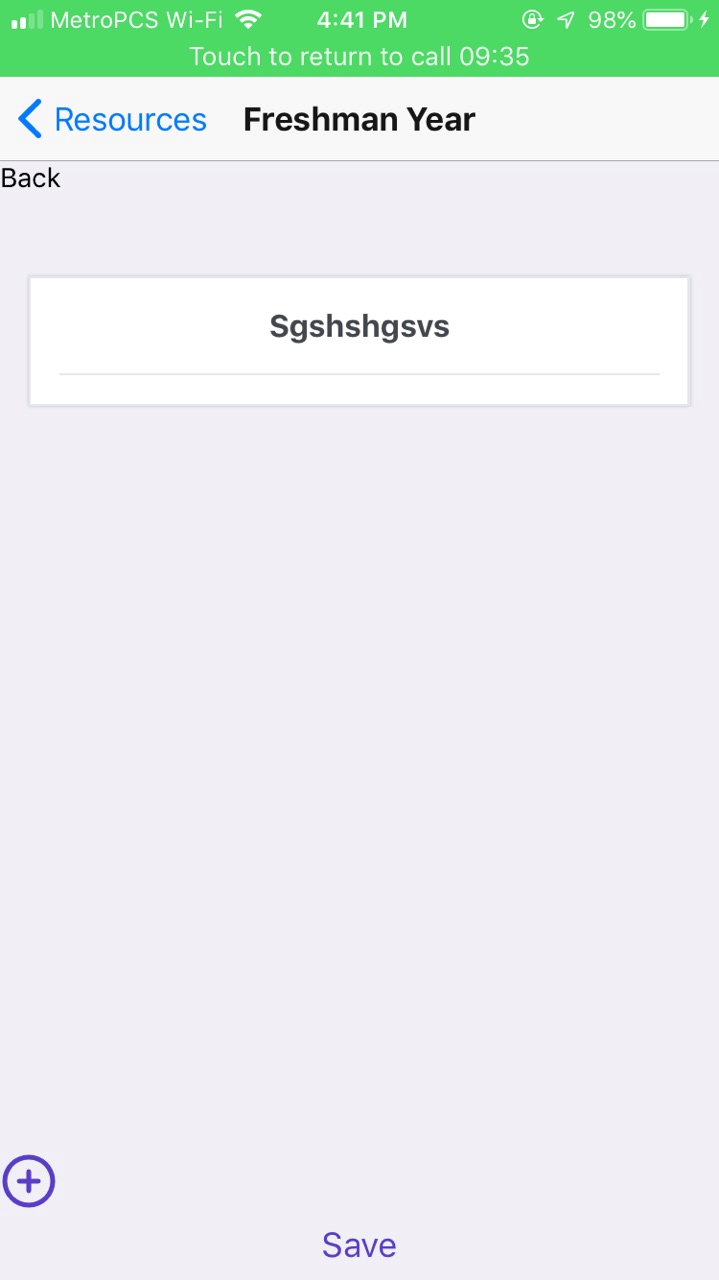 MetroPCS Wi-Fi 4:41 PM 98%
Touch to return to call 09:35
Resources Freshman Year
Back
Sgshshgsvs
Save